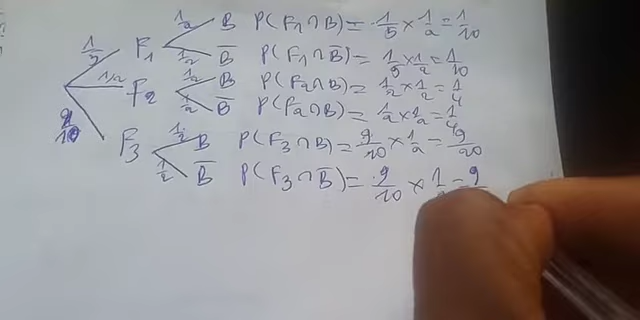 1/2 B P(F1∩B) = 1/5 × 1/2 = 1/10
1/5 F1
1/2 B̅ P(F1∩B̅) = 1/5 × 1/2 = 1/10
1/2 B P(F2∩B) = 1/2 × 1/2 = 1/4
1/2 F2
1/2 B̅ P(F2∩B) = 1/2 × 1/2 = 1/4
9/10 F3
1/2 B P(F3∩B) = 9/10 × 1/2 = 9/20
1/2 B̅ P(F3∩B̅) = 9/10 × 1/ = 9/